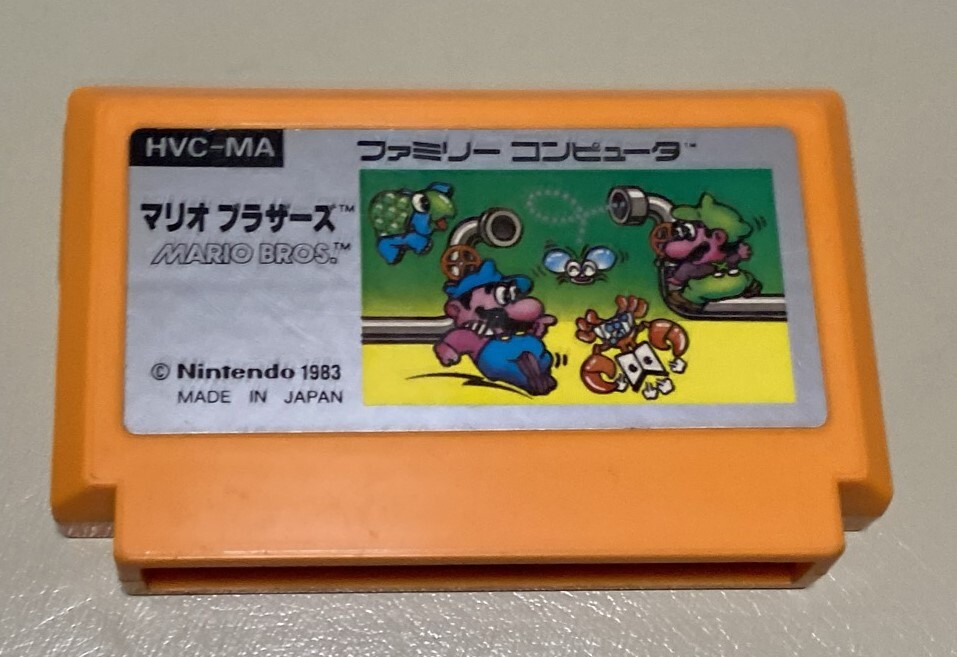 HVC-MA
ファミリー コンピュータ™
マリオ ブラザーズ™
MARIO BROS.™
© Nintendo 1983
MADE IN JAPAN